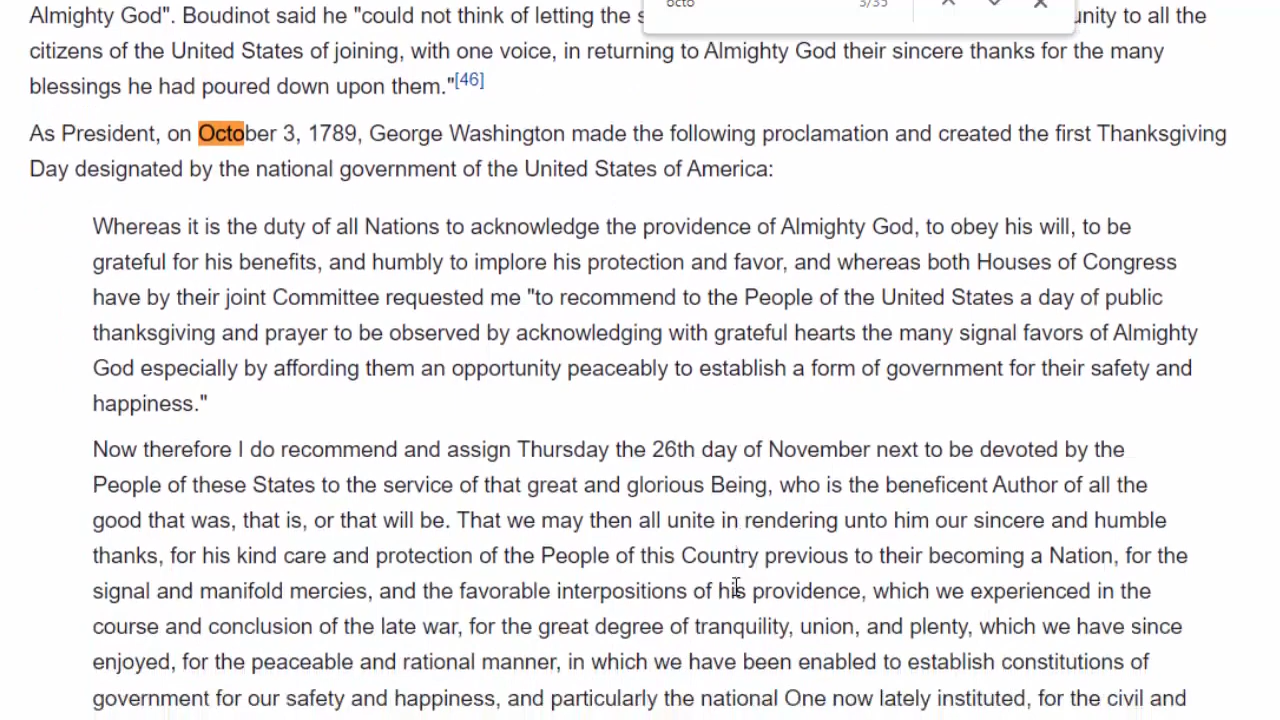 octo 3/35
Almighty God". Boudinot said he "could not think of letting the unity to all the
citizens of the United States of joining, with one voice, in returning to Almighty God their sincere thanks for the many
blessings he had poured down upon them."[46]
As President, on October 3, 1789, George Washington made the following proclamation and created the first Thanksgiving
Day designated by the national government of the United States of America:
Whereas it is the duty of all Nations to acknowledge the providence of Almighty God, to obey his will, to be
grateful for his benefits, and humbly to implore his protection and favor, and whereas both Houses of Congress
have by their joint Committee requested me "to recommend to the People of the United States a day of public
thanksgiving and prayer to be observed by acknowledging with grateful hearts the many signal favors of Almighty
God especially by affording them an opportunity peaceably to establish a form of government for their safety and
happiness."
Now therefore I do recommend and assign Thursday the 26th day of November next to be devoted by the
People of these States to the service of that great and glorious Being, who is the beneficent Author of all the
good that was, that is, or that will be. That we may then all unite in rendering unto him our sincere and humble
thanks, for his kind care and protection of the People of this Country previous to their becoming a Nation, for the
signal and manifold mercies, and the favorable interpositions of his providence, which we experienced in the
course and conclusion of the late war, for the great degree of tranquility, union, and plenty, which we have since
enjoyed, for the peaceable and rational manner, in which we have been enabled to establish constitutions of
government for our safety and happiness, and particularly the national One now lately instituted, for the civil and